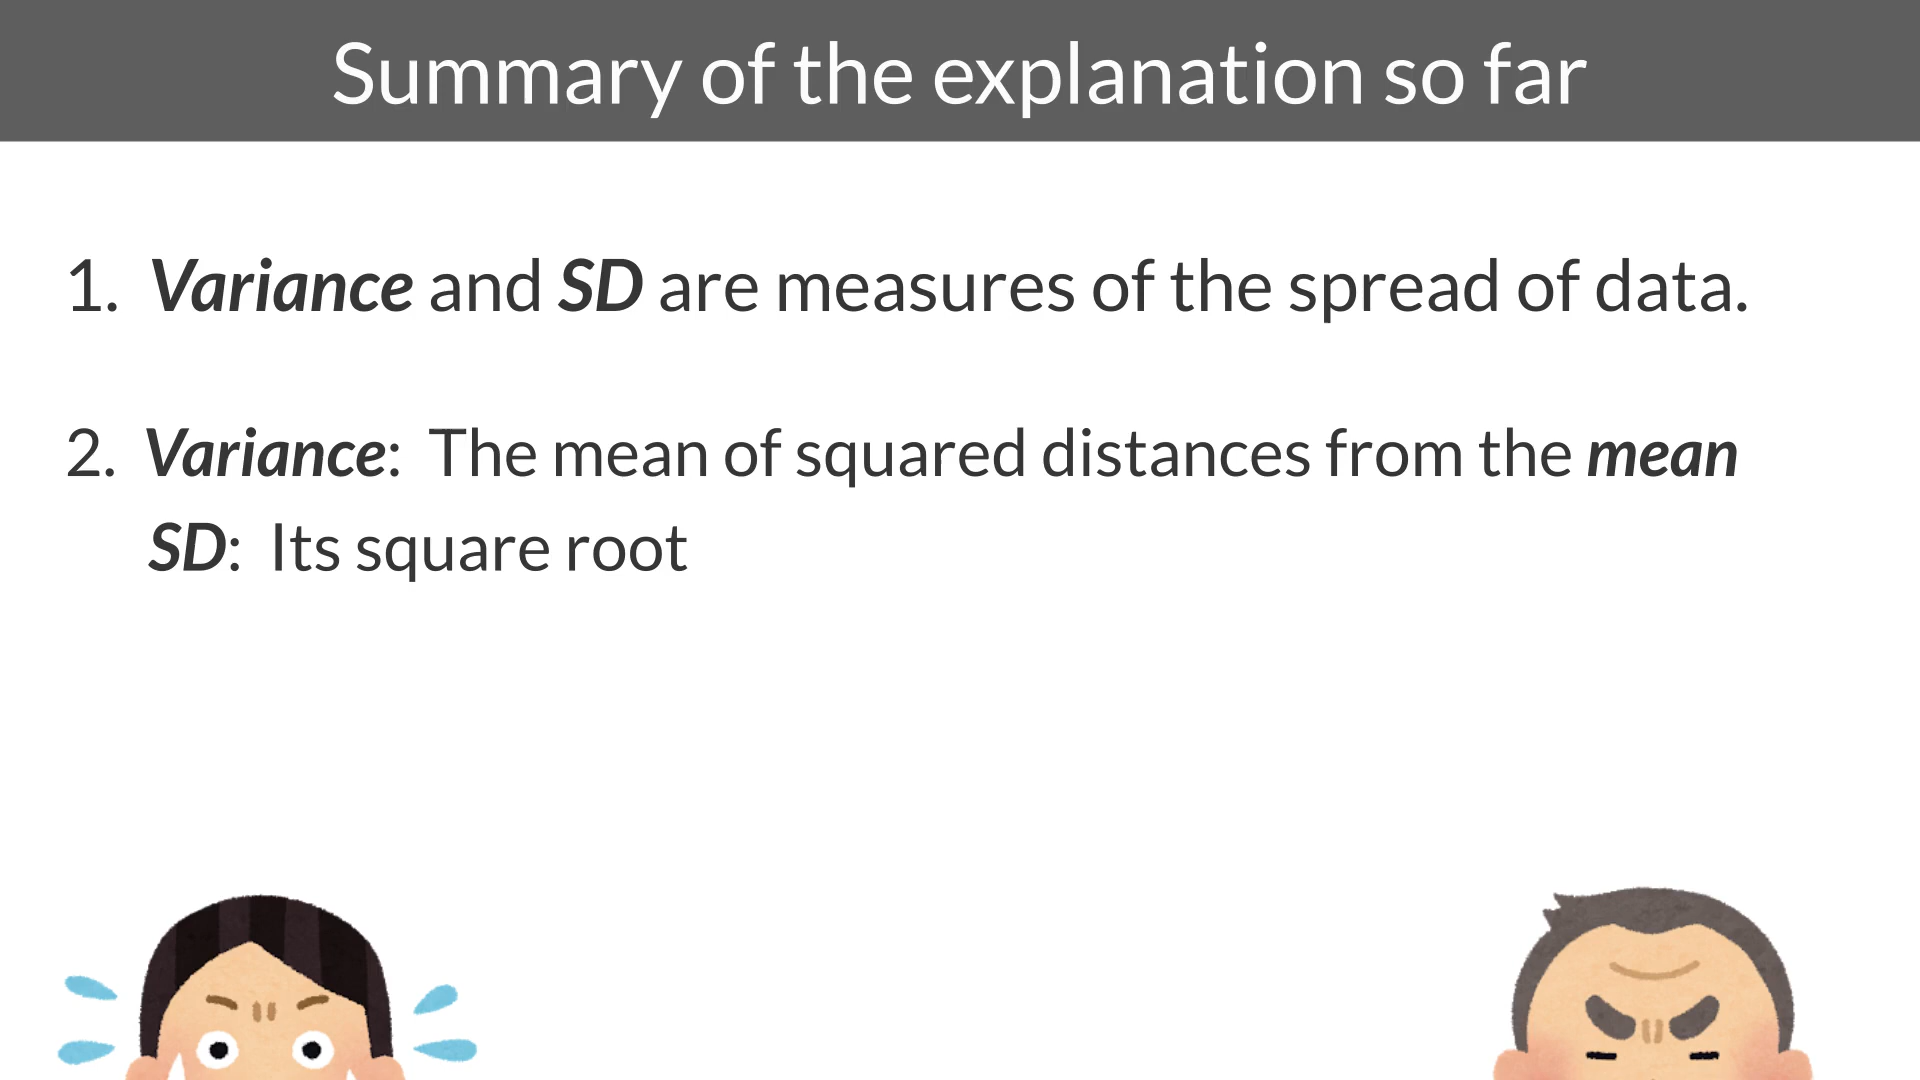 Summary of the explanation so far
1. Variance and SD are measures of the spread of data.
2. Variance: The mean of squared distances from the mean
SD: Its square root